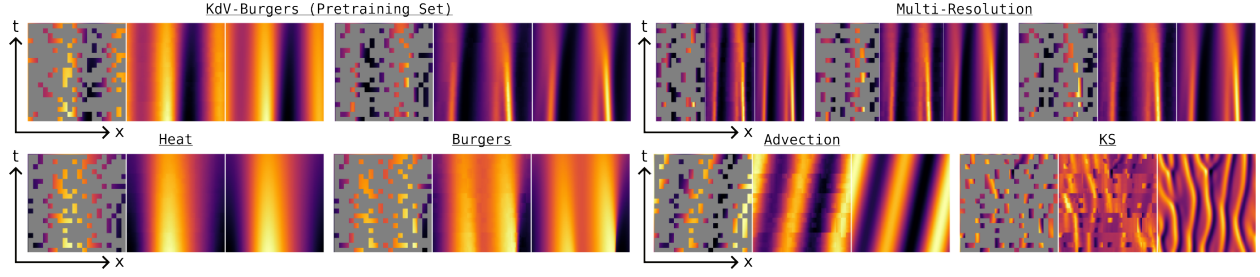 KdV-Burgers (Pretraining Set)
Multi-Resolution
t
x
t
x
Heat
Burgers
Advection
KS
t
x
t
x